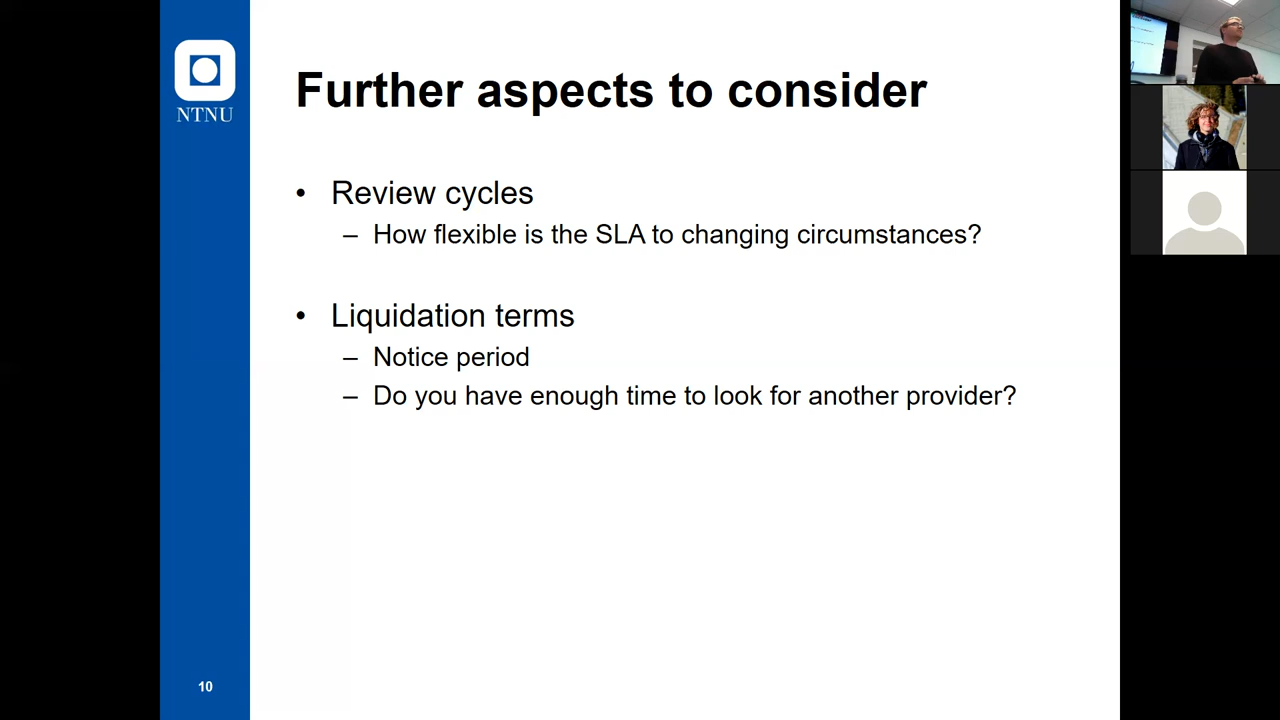 NTNU
Further aspects to consider
• Review cycles
– How flexible is the SLA to changing circumstances?
• Liquidation terms
– Notice period
– Do you have enough time to look for another provider?
10